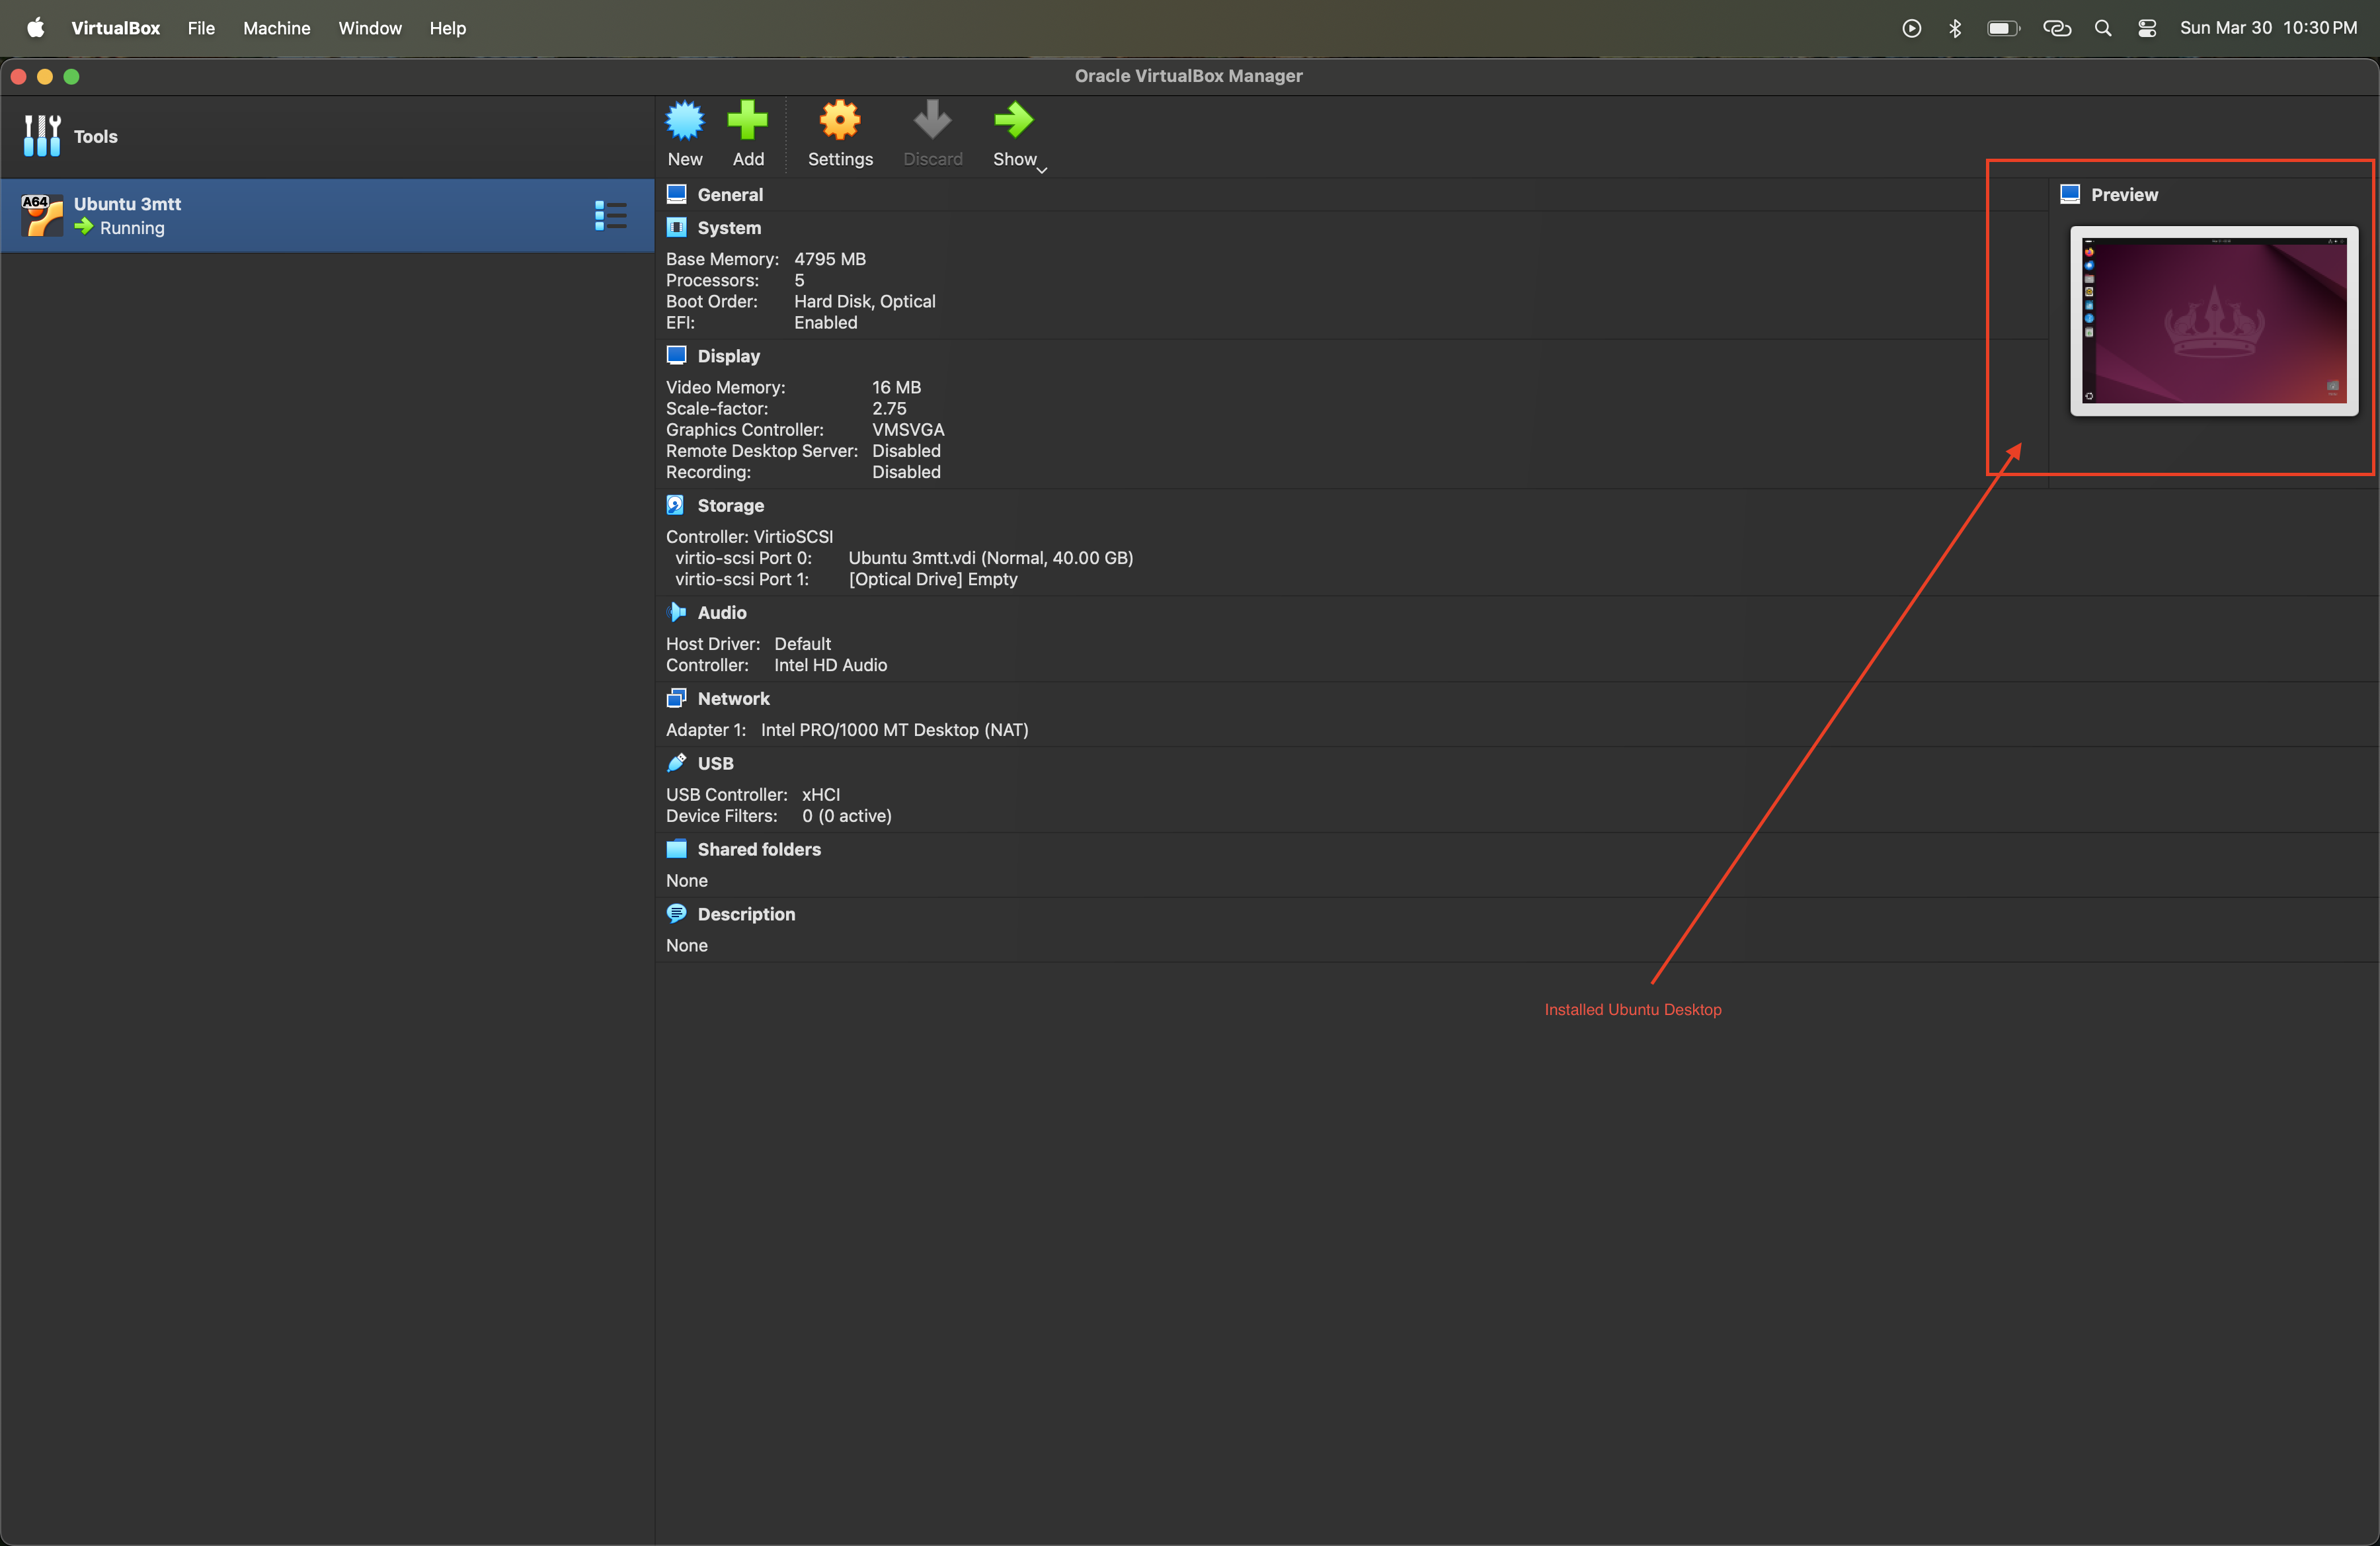 VirtualBox File Machine Window Help Sun Mar 30 10:30 PM
Oracle VirtualBox Manager
Tools
New Add Settings Discard Show
A64
Ubuntu 3mtt
Running
General
System
Base Memory: 4795 MB
Processors: 5
Boot Order: Hard Disk, Optical
EFI: Enabled
Display
Video Memory: 16 MB
Scale-factor: 2.75
Graphics Controller: VMSVGA
Remote Desktop Server: Disabled
Recording: Disabled
Storage
Controller: VirtioSCSI
virtio-scsi Port 0: Ubuntu 3mtt.vdi (Normal, 40.00 GB)
virtio-scsi Port 1: [Optical Drive] Empty
Audio
Host Driver: Default
Controller: Intel HD Audio
Network
Adapter 1: Intel PRO/1000 MT Desktop (NAT)
USB
USB Controller: xHCI
Device Filters: 0 (0 active)
Shared folders
None
Description
None
Preview
Installed Ubuntu Desktop